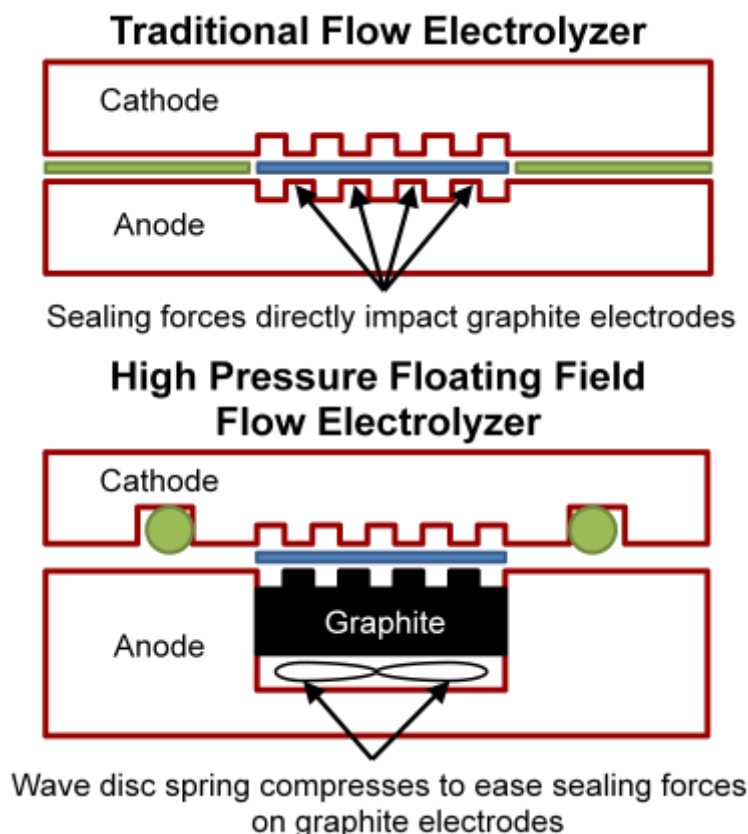 Traditional Flow Electrolyzer
Cathode
Anode
Sealing forces directly impact graphite electrodes
High Pressure Floating Field
Flow Electrolyzer
Cathode
Graphite
Anode
Wave disc spring compresses to ease sealing forces
on graphite electrodes